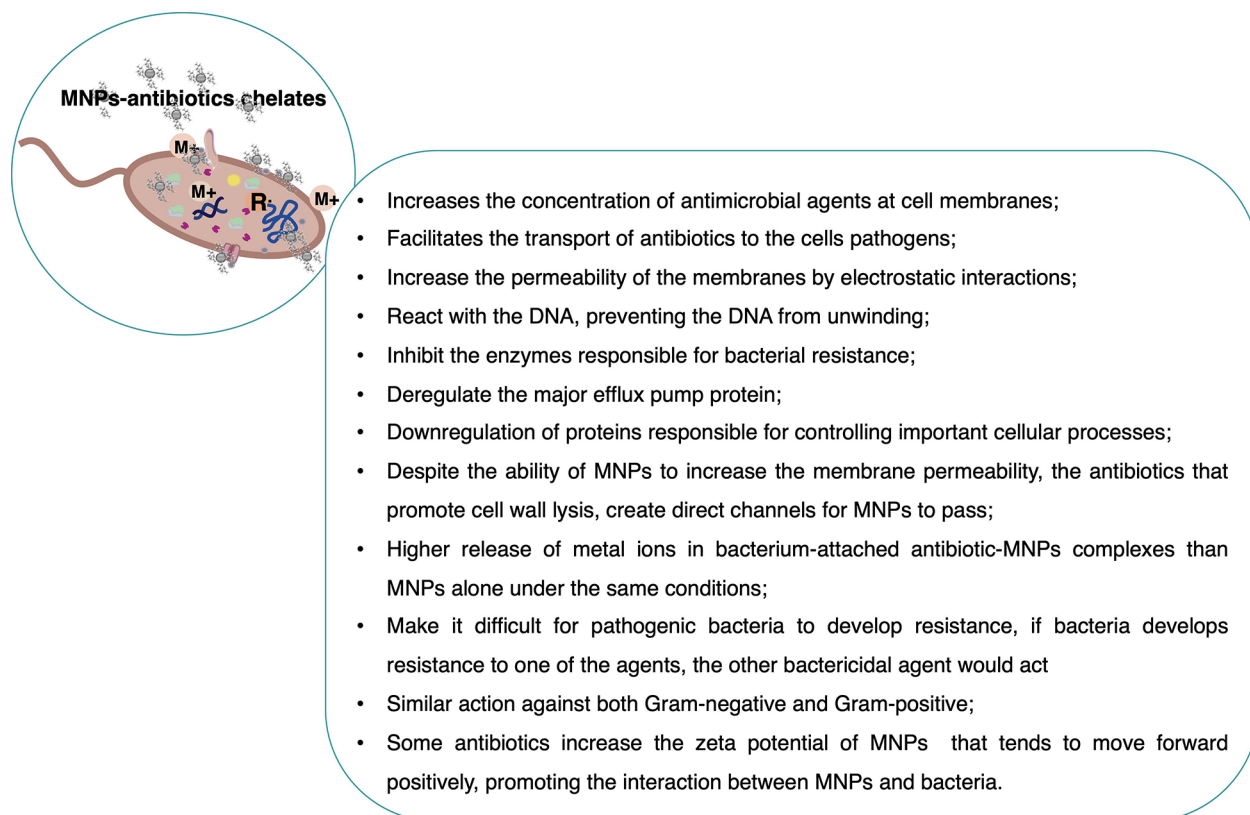 MNPs-antibiotics chelates
M+
M+
R·
M+
• Increases the concentration of antimicrobial agents at cell membranes;
• Facilitates the transport of antibiotics to the cells pathogens;
• Increase the permeability of the membranes by electrostatic interactions;
• React with the DNA, preventing the DNA from unwinding;
• Inhibit the enzymes responsible for bacterial resistance;
• Deregulate the major efflux pump protein;
• Downregulation of proteins responsible for controlling important cellular processes;
• Despite the ability of MNPs to increase the membrane permeability, the antibiotics that
promote cell wall lysis, create direct channels for MNPs to pass;
• Higher release of metal ions in bacterium-attached antibiotic-MNPs complexes than
MNPs alone under the same conditions;
• Make it difficult for pathogenic bacteria to develop resistance, if bacteria develops
resistance to one of the agents, the other bactericidal agent would act
• Similar action against both Gram-negative and Gram-positive;
• Some antibiotics increase the zeta potential of MNPs that tends to move forward
positively, promoting the interaction between MNPs and bacteria.